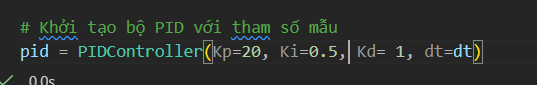 # Khởi tạo bộ PID với tham số mẫu
pid = PIDController(Kp=20, Ki=0.5, Kd= 1, dt=dt)
0.0s